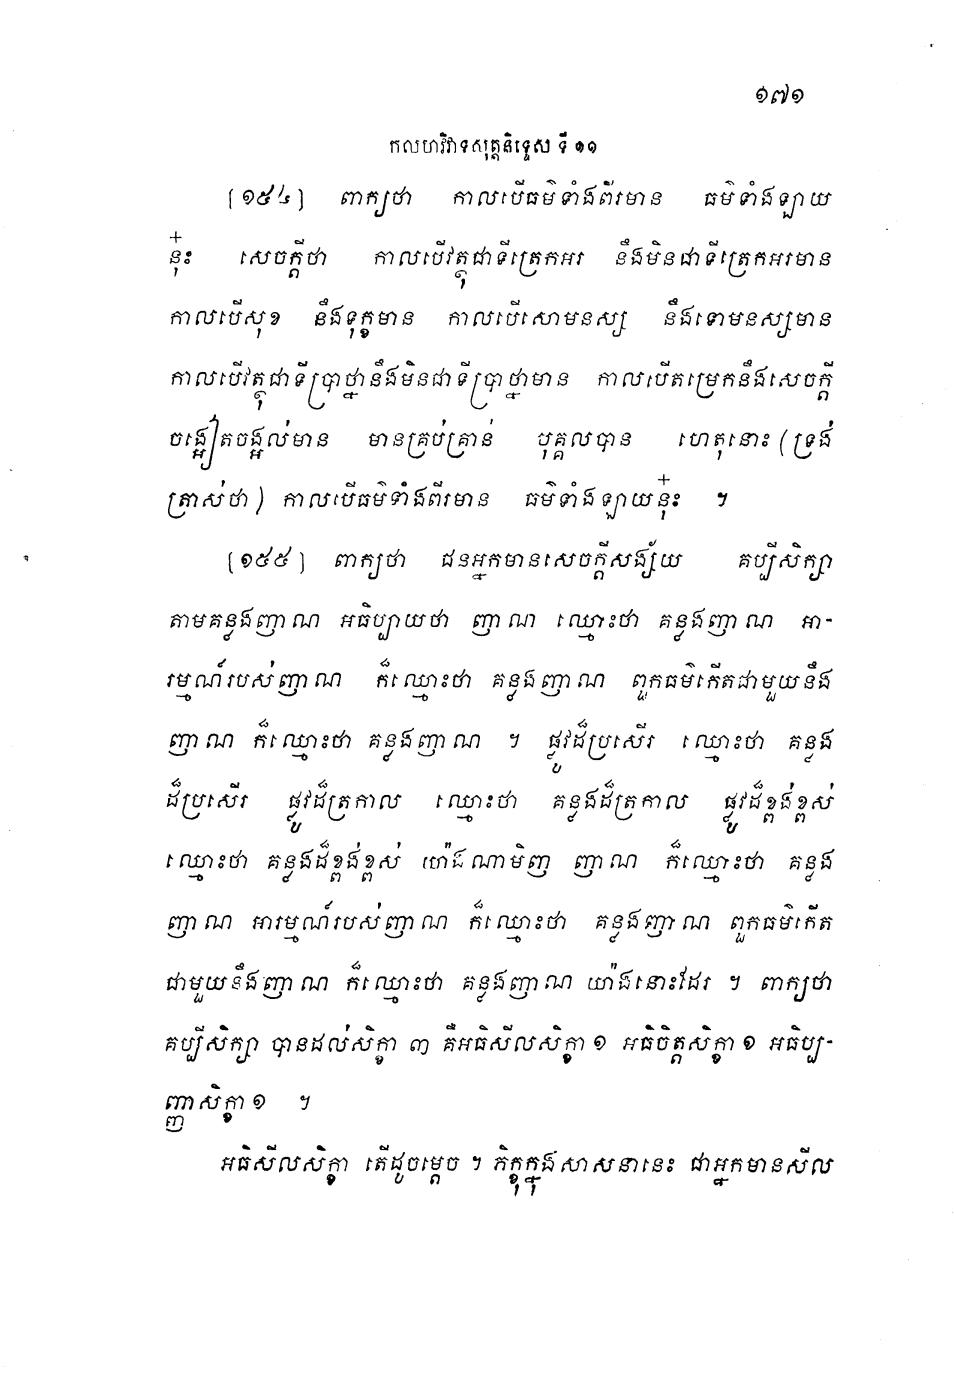 ១៧១
កលហវិវាទសុត្តនិទ្ទេស ទី ១១
[១៥៤] ពាក្យថា កាលបើធម៌ទាំងពីរមាន ធម៌ទាំងឡាយ
នុ៎ះ សេចក្តីថា កាលបើវត្ថុជាទីត្រេកអរ នឹងមិនជាទីត្រេកអរមាន
កាលបើសុខ នឹងទុក្ខមាន កាលបើសោមនស្ស នឹងទោមនស្សមាន
កាលបើវត្ថុជាទីប្រាថ្នានឹងមិនជាទីប្រាថ្នាមាន កាលបើតម្រេកនឹងសេចក្តី
ចង្អៀតចង្អល់មាន មានគ្រប់គ្រាន់ បុគ្គលបាន ហេតុនោះ (ទ្រង់
ត្រាស់ថា) កាលបើធម៌ទាំងពីរមាន ធម៌ទាំងឡាយនុ៎ះ ។
[១៥៥] ពាក្យថា ជនអ្នកមានសេចក្តីសង្ស័យ គប្បីសិក្សា
តាមគន្លងញាណ អធិប្បាយថា ញាណ ឈ្មោះថា គន្លងញាណ អា-
រម្មណ៍របស់ញាណ ក៏ឈ្មោះថា គន្លងញាណ ពួកធម៌កើតជាមួយនឹង
ញាណ ក៏ឈ្មោះថា គន្លងញាណ ។ ផ្លូវដ៏ប្រសើរ ឈ្មោះថា គន្លង
ដ៏ប្រសើរ ផ្លូវដ៏ត្រកាល ឈ្មោះថា គន្លងដ៏ត្រកាល ផ្លូវដ៏ខ្ពង់ខ្ពស់
ឈ្មោះថា គន្លងដ៏ខ្ពង់ខ្ពស់ យ៉ាងណាមិញ ញាណ ក៏ឈ្មោះថា គន្លង
ញាណ អារម្មណ៍របស់ញាណ ក៏ឈ្មោះថា គន្លងញាណ ពួកធម៌កើត
ជាមួយនឹងញាណ ក៏ឈ្មោះថា គន្លងញាណ យ៉ាងនោះដែរ ។ ពាក្យថា
គប្បីសិក្សា បានដល់សិក្ខា ៣ គឺអធិសីលសិក្ខា ១ អធិចិត្តសិក្ខា ១ អធិប្ប-
ញ្ញាសិក្ខា ១ ។
អធិសីលសិក្ខា តើដូចម្តេច ។ ភិក្ខុក្នុងសាសនានេះ ជាអ្នកមានសីល